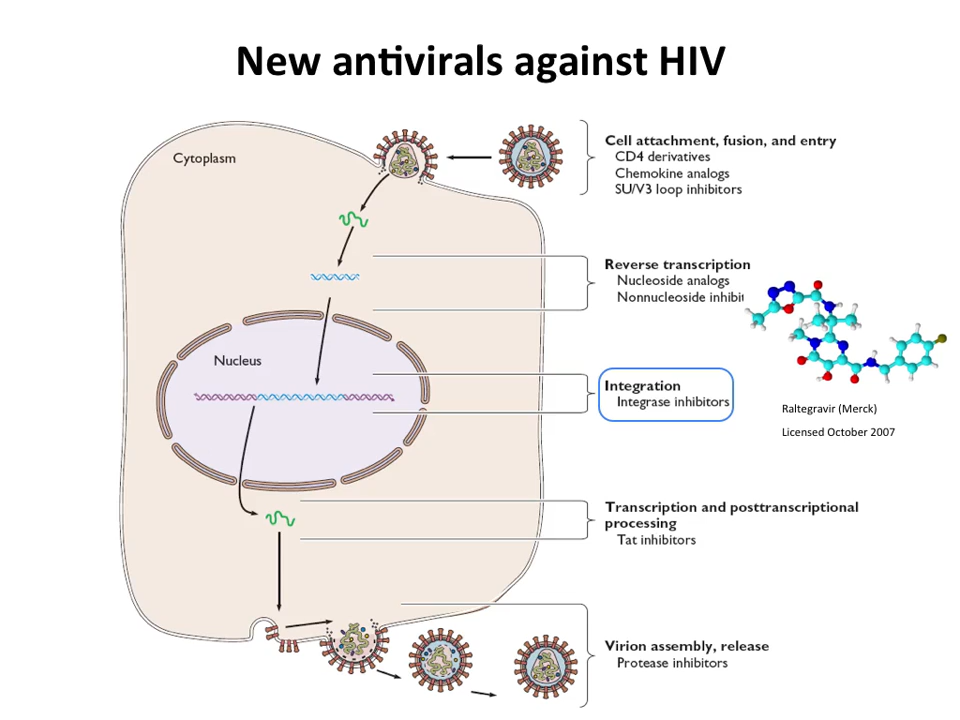 New antivirals against HIV
Cytoplasm
Cell attachment, fusion, and entry
CD4 derivatives
Chemokine analogs
SU/V3 loop inhibitors
Reverse transcription
Nucleoside analogs
Nonnucleoside inhibit
Nucleus
Integration
Integrase inhibitors
Raltegravir (Merck)
Licensed October 2007
Transcription and posttranscriptional
processing
Tat inhibitors
Virion assembly, release
Protease inhibitors